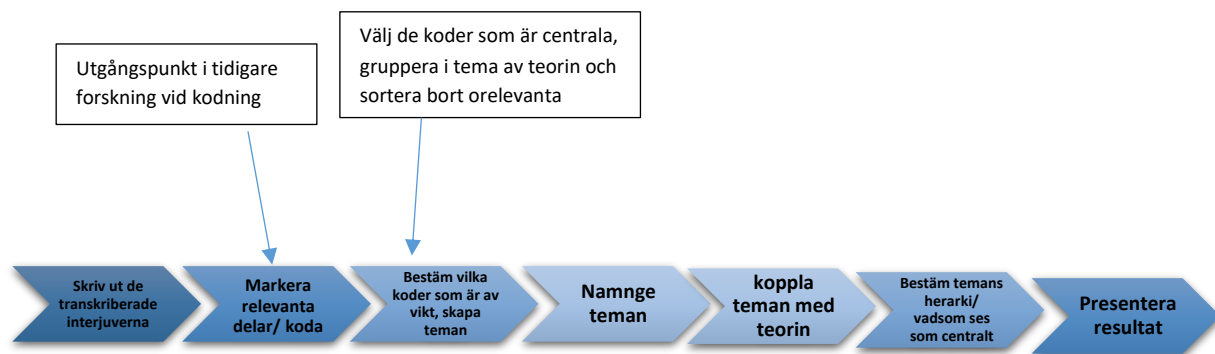 Utgångspunkt i tidigare
forskning vid kodning
Välj de koder som är centrala,
gruppera i tema av teorin och
sortera bort orelevanta
Skriv ut de
transkriberade
interjuverna
Markera
relevanta
delar/ koda
Bestäm vilka
koder som är av
vikt, skapa
teman
Namnge
teman
koppla
teman med
teorin
Bestäm temans
herarki/
vadsom ses
som centralt
Presentera
resultat